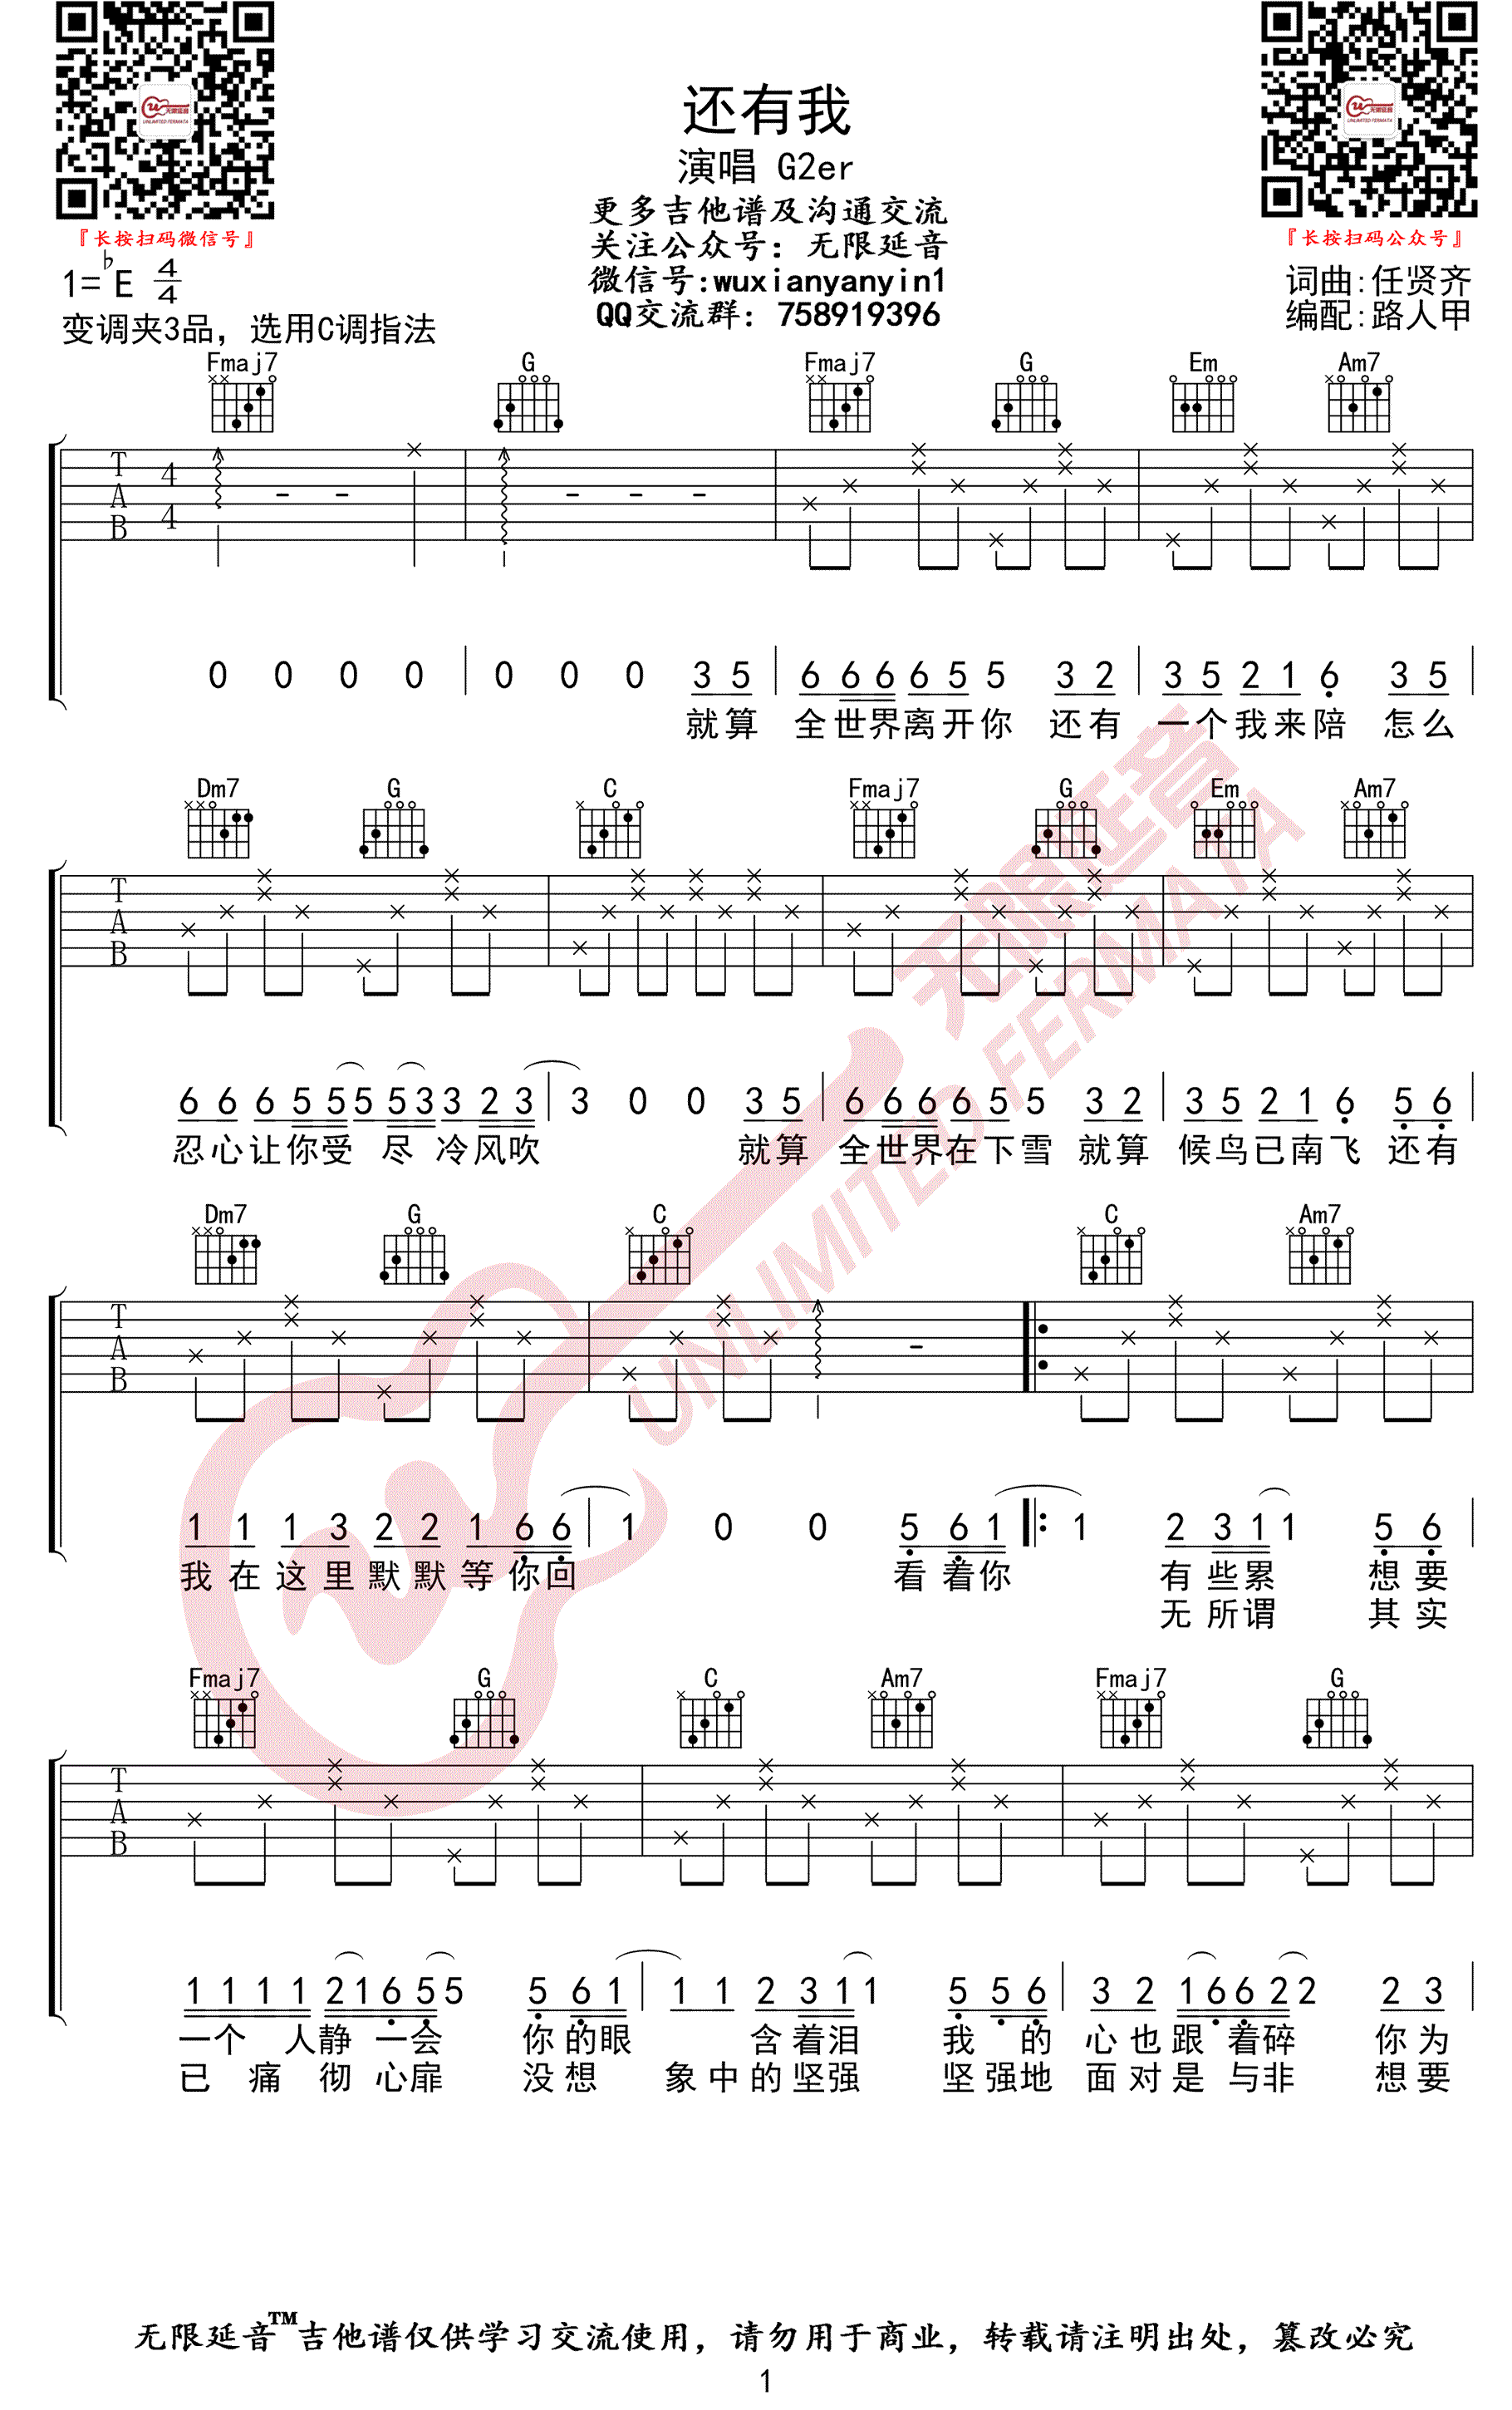 还有我
演唱 G2er
更多吉他谱及沟通交流
关注公众号：无限延音
微信号:wuxianyanyin1
QQ交流群：758919396
『长按扫码微信号』
『长按扫码公众号』
1=♭E 4/4
变调夹3品，选用C调指法
词曲:任贤齐
编配:路人甲
Fmaj7 G Fmaj7 G Em Am7
T A B 4 4
0 0 0 0 | 0 0 0 3 5 | 6 6 6 6 5 5 3 2 | 3 5 2 1 6 3 5
就算 全世界离开你 还有 一个我来陪 怎么
Dm7 G C Fmaj7 G Em Am7
T A B
6 6 6 5 5 5 5 3 3 2 3 | 3 0 0 3 5 | 6 6 6 6 5 5 3 2 | 3 5 2 1 6 5 6
忍心让你受 尽 冷风吹 就算 全世界在下雪 就算 候鸟已南飞 还有
Dm7 G C C Am7
T A B
1 1 1 3 2 2 1 6 6 | 1 0 0 5 6 1 |: 1 2 3 1 1 5 6
我在这里默默等你回 看着你 有些累 想要
无所谓 其实
Fmaj7 G C Am7 Fmaj7 G
T A B
1 1 1 1 2 1 6 5 5 5 6 1 | 1 1 2 3 1 1 5 5 6 | 3 2 1 6 6 2 2 2 3
一个 人静 一会 你的眼 含着泪 我 的 心也跟 着碎 你为
已 痛 彻 心扉 没想 象中的坚强 坚强地 面对是 与非 想要
无限延音
UNLIMITED FERMATA
无限延音™吉他谱仅供学习交流使用，请勿用于商业，转载请注明出处，篡改必究
1